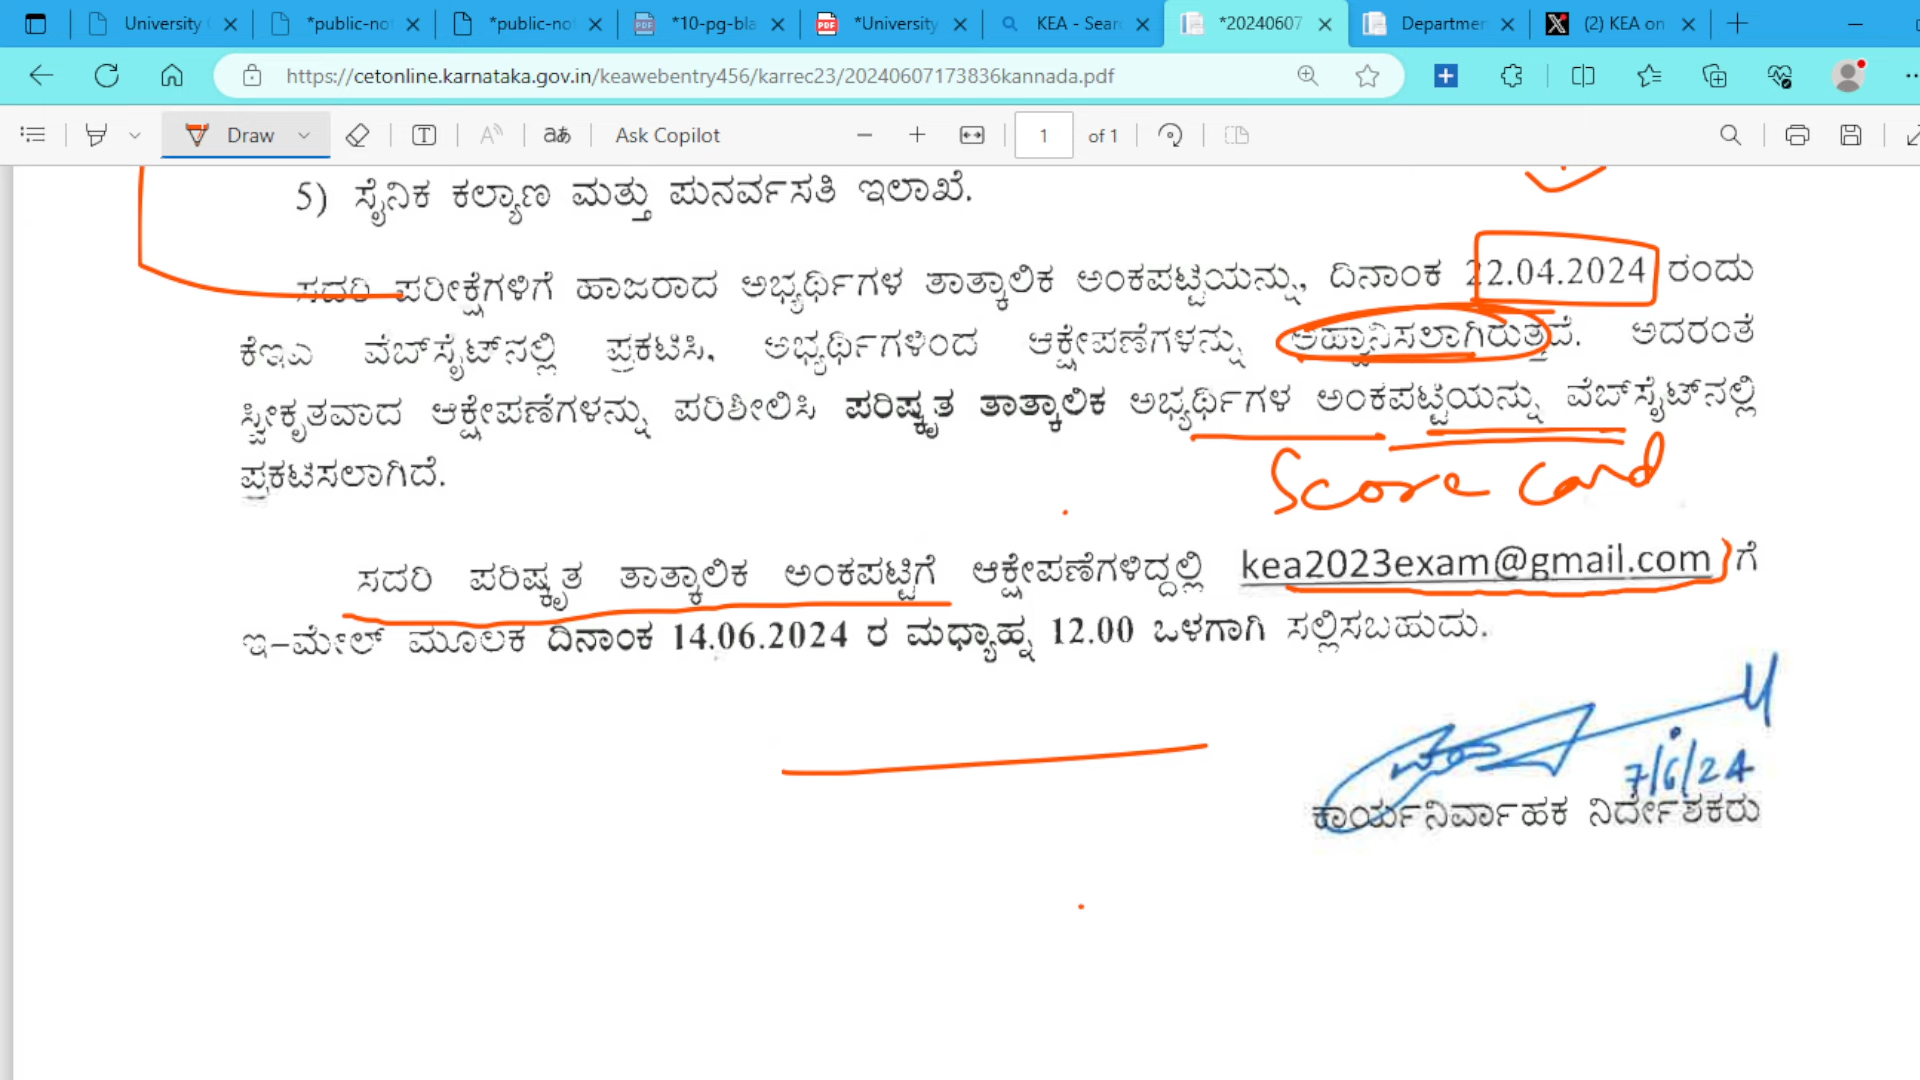 University
*public-no
*public-no
*10-pg-bla
*University
KEA - Sear
*20240607
Departmen
(2) KEA on
https://cetonline.karnataka.gov.in/keawebentry456/karrec23/20240607173836kannada.pdf
Draw
Ask Copilot
1 of 1
5) ಸೈನಿಕ ಕಲ್ಯಾಣ ಮತ್ತು ಪುನರ್ವಸತಿ ಇಲಾಖೆ.
ಸದರಿ ಪರೀಕ್ಷೆಗಳಿಗೆ ಹಾಜರಾದ ಅಭ್ಯರ್ಥಿಗಳ ತಾತ್ಕಾಲಿಕ ಅಂಕಪಟ್ಟಿಯನ್ನು, ದಿನಾಂಕ 22.04.2024 ರಂದು
ಕೆಇಎ ವೆಬ್‌ಸೈಟ್‌ನಲ್ಲಿ ಪ್ರಕಟಿಸಿ, ಅಭ್ಯರ್ಥಿಗಳಿಂದ ಆಕ್ಷೇಪಣೆಗಳನ್ನು ಆಹ್ವಾನಿಸಲಾಗಿರುತ್ತದೆ. ಅದರಂತೆ
ಸ್ವೀಕೃತವಾದ ಆಕ್ಷೇಪಣೆಗಳನ್ನು ಪರಿಶೀಲಿಸಿ ಪರಿಷ್ಕೃತ ತಾತ್ಕಾಲಿಕ ಅಭ್ಯರ್ಥಿಗಳ ಅಂಕಪಟ್ಟಿಯನ್ನು ವೆಬ್‌ಸೈಟ್‌ನಲ್ಲಿ
ಪ್ರಕಟಿಸಲಾಗಿದೆ.
Score Card
ಸದರಿ ಪರಿಷ್ಕೃತ ತಾತ್ಕಾಲಿಕ ಅಂಕಪಟ್ಟಿಗೆ ಆಕ್ಷೇಪಣೆಗಳಿದ್ದಲ್ಲಿ kea2023exam@gmail.com ಗೆ
ಇ-ಮೇಲ್ ಮೂಲಕ ದಿನಾಂಕ 14.06.2024 ರ ಮಧ್ಯಾಹ್ನ 12.00 ಒಳಗಾಗಿ ಸಲ್ಲಿಸಬಹುದು.
7/6/24
ಕಾರ್ಯನಿರ್ವಾಹಕ ನಿರ್ದೇಶಕರು